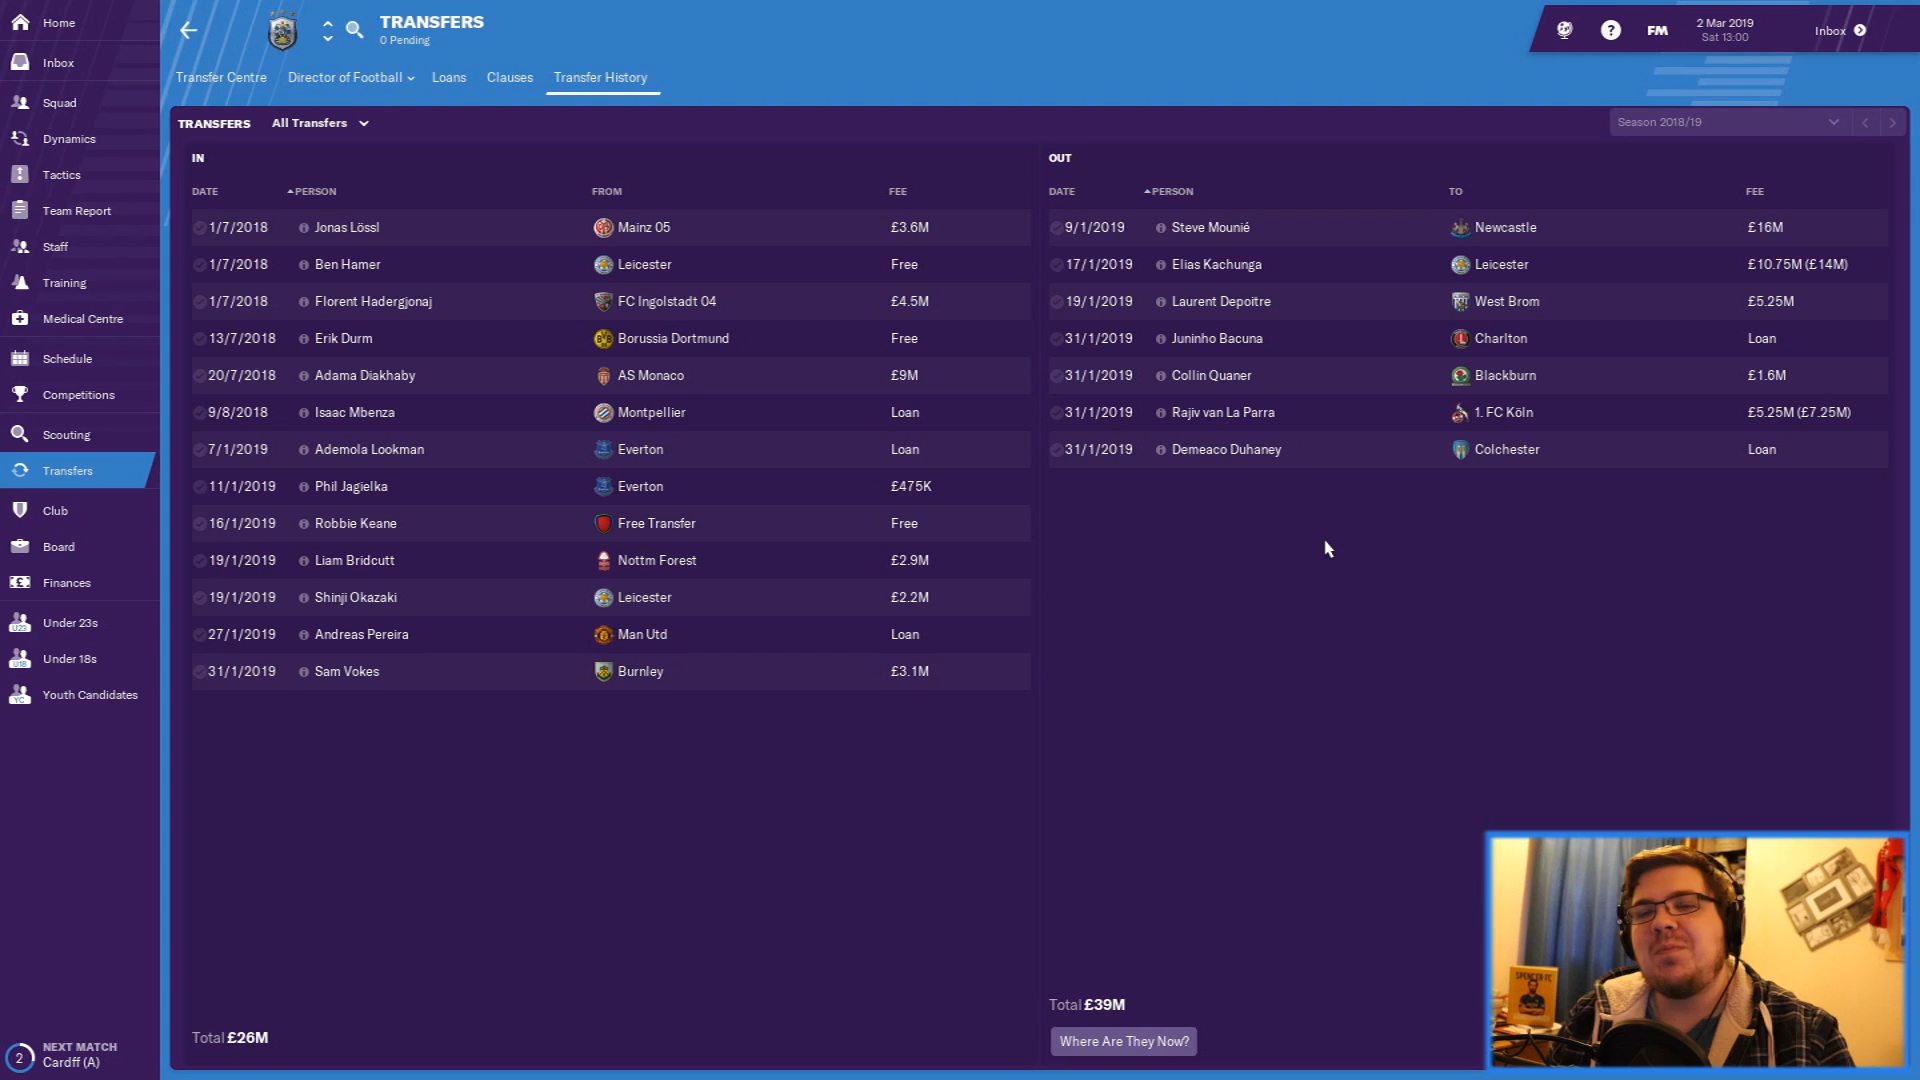 Home
Inbox
Squad
Dynamics
Tactics
Team Report
Staff
Training
Medical Centre
Schedule
Competitions
Scouting
Transfers
Club
Board
Finances
Under 23s
Under 18s
Youth Candidates
2 NEXT MATCH
Cardiff (A)
TRANSFERS
0 Pending
FM
2 Mar 2019
Sat 13:00
Inbox
Transfer Centre Director of Football Loans Clauses Transfer History
TRANSFERS All Transfers
Season 2018/19
IN
DATE PERSON FROM FEE
1/7/2018 Jonas Lössl Mainz 05 £3.6M
1/7/2018 Ben Hamer Leicester Free
1/7/2018 Florent Hadergjonaj FC Ingolstadt 04 £4.5M
13/7/2018 Erik Durm Borussia Dortmund Free
20/7/2018 Adama Diakhaby AS Monaco £9M
9/8/2018 Isaac Mbenza Montpellier Loan
7/1/2019 Ademola Lookman Everton Loan
11/1/2019 Phil Jagielka Everton £475K
16/1/2019 Robbie Keane Free Transfer Free
19/1/2019 Liam Bridcutt Nottm Forest £2.9M
19/1/2019 Shinji Okazaki Leicester £2.2M
27/1/2019 Andreas Pereira Man Utd Loan
31/1/2019 Sam Vokes Burnley £3.1M
Total £26M
OUT
DATE PERSON TO FEE
9/1/2019 Steve Mounié Newcastle £16M
17/1/2019 Elias Kachunga Leicester £10.75M (£14M)
19/1/2019 Laurent Depoitre West Brom £5.25M
31/1/2019 Juninho Bacuna Charlton Loan
31/1/2019 Collin Quaner Blackburn £1.6M
31/1/2019 Rajiv van La Parra 1. FC Köln £5.25M (£7.25M)
31/1/2019 Demeaco Duhaney Colchester Loan
Total £39M
Where Are They Now?
SPENCER FC